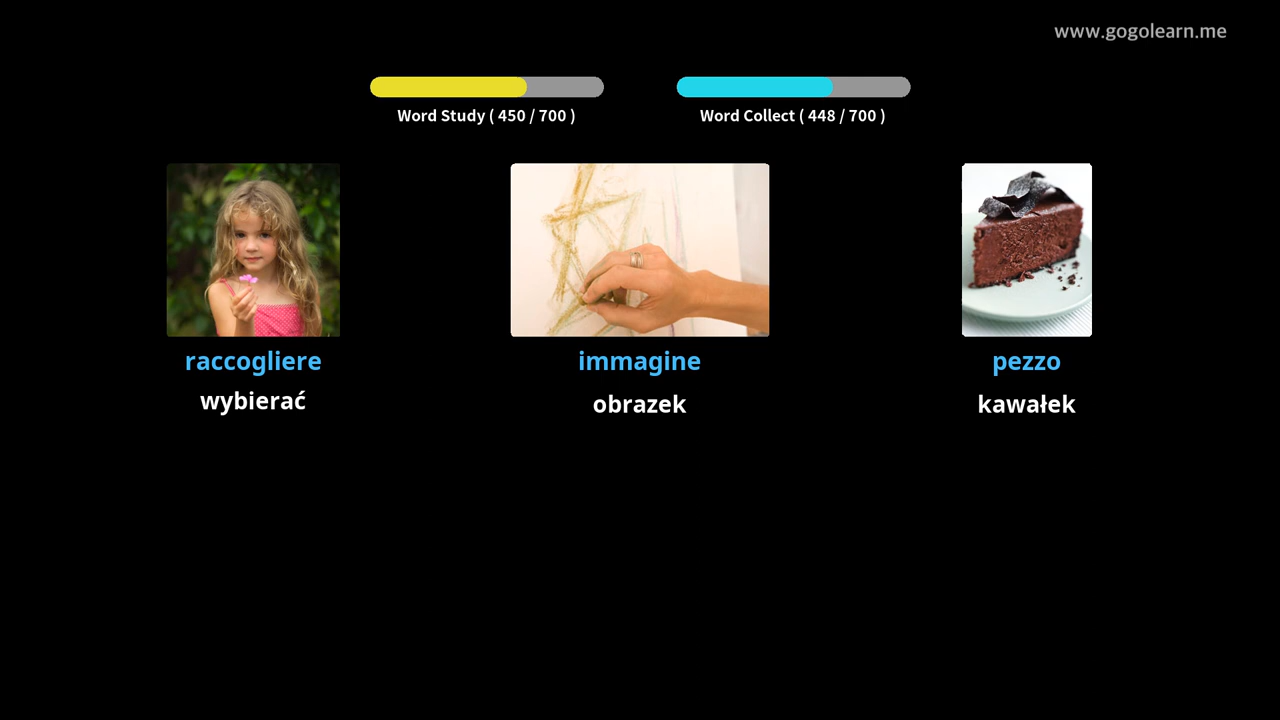 www.gogolearn.me
Word Study ( 450 / 700 )
Word Collect ( 448 / 700 )
raccogliere
wybierać
immagine
obrazek
pezzo
kawałek